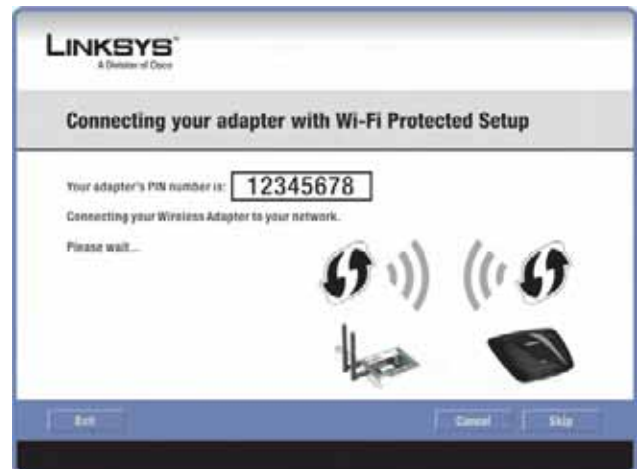 LINKSYS®
A Division of Cisco
Connecting your adapter with Wi-Fi Protected Setup
Your adapter's PIN number is: 12345678
Connecting your Wireless Adapter to your network.
Please wait...
Exit
Cancel
Skip